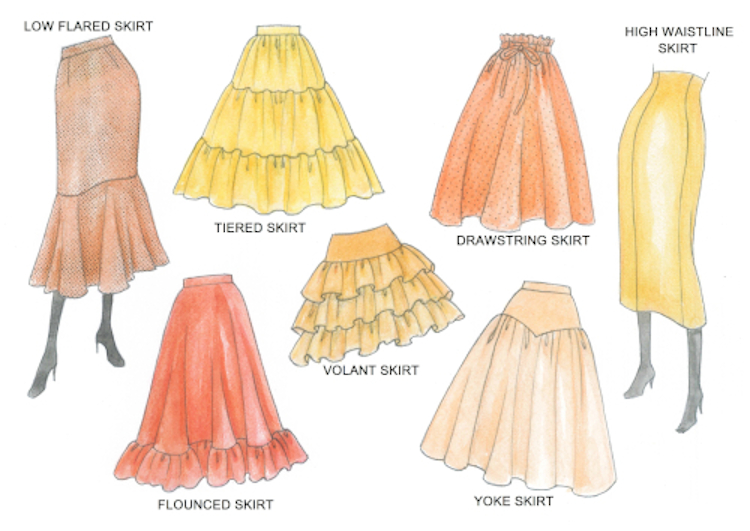 LOW FLARED SKIRT
HIGH WAISTLINE
SKIRT
TIERED SKIRT
DRAWSTRING SKIRT
VOLANT SKIRT
FLOUNCED SKIRT
YOKE SKIRT